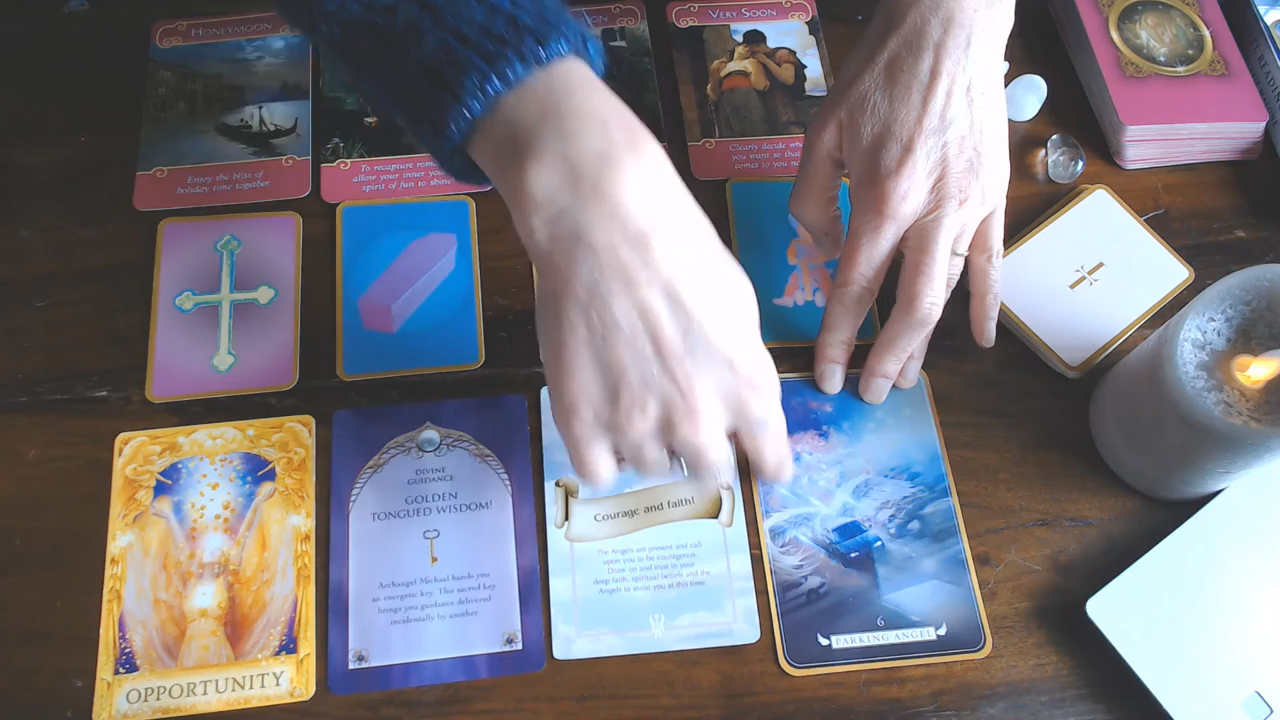 HONEYMOON
Enjoy the bliss of
holiday time together
To recapture
allow your inner
spirit of fun to shine
VERY SOON
Clearly decide
you want so that
comes to you
READING
OPPORTUNITY
DIVINE
GUIDANCE
GOLDEN
TONGUED WISDOM!
Archangel Michael hands you
an energetic key. This sacred key
brings you guidance delivered
incidentally by another.
Courage and faith!
The Angels are present and call
upon you to be courageous.
Draw on and trust in your
deep faith, spiritual beliefs and the
Angels to assist you at this time.
6
PARKING ANGEL